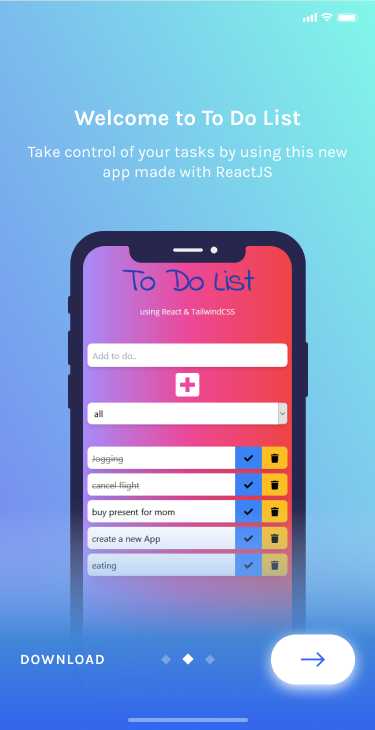 Welcome to To Do List
Take control of your tasks by using this new
app made with ReactJS
To Do List
using React & TailwindCSS
Add to do..
all
Jogging
cancel flight
buy present for mom
create a new App
eating
DOWNLOAD